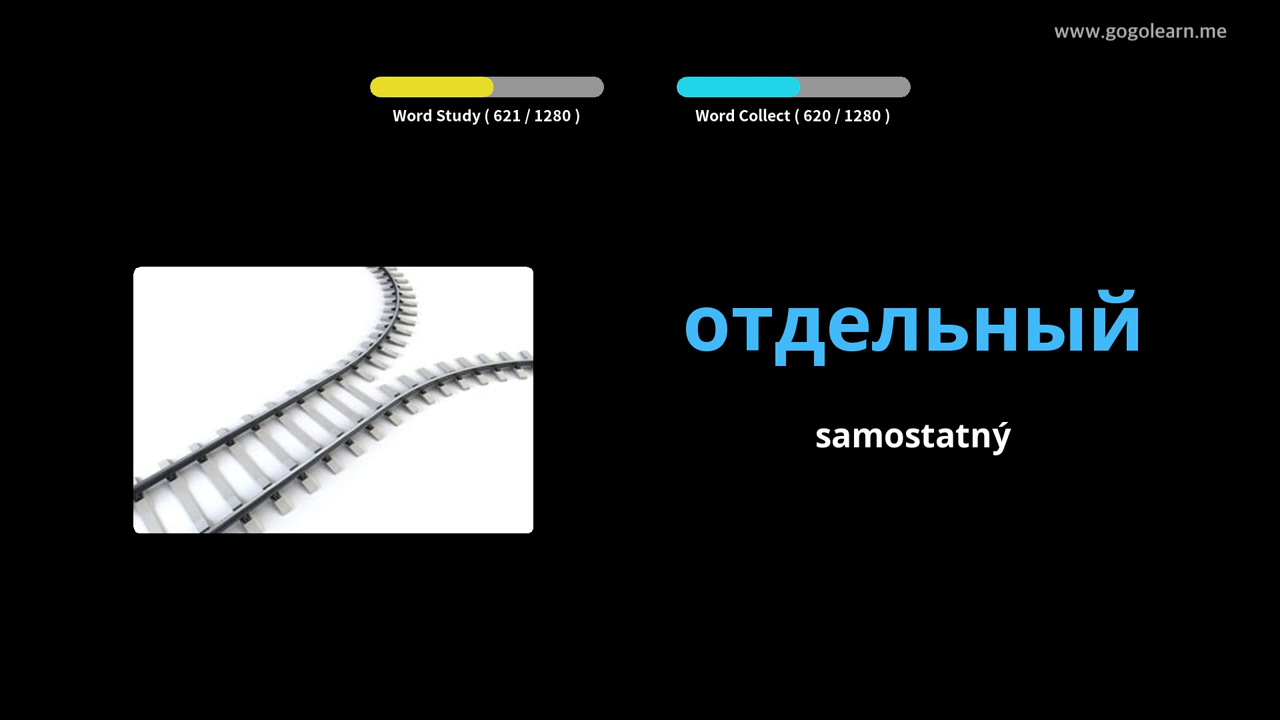 www.gogolearn.me
Word Study ( 621 / 1280 )
Word Collect ( 620 / 1280 )
отдельный
samostatný